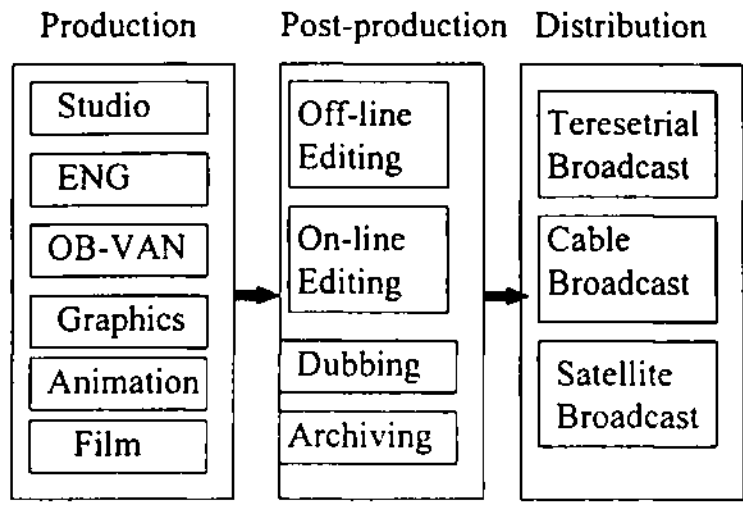 Production
Studio
ENG
OB-VAN
Graphics
Animation
Film
Post-production
Off-line
Editing
On-line
Editing
Dubbing
Archiving
Distribution
Teresetrial
Broadcast
Cable
Broadcast
Satellite
Broadcast